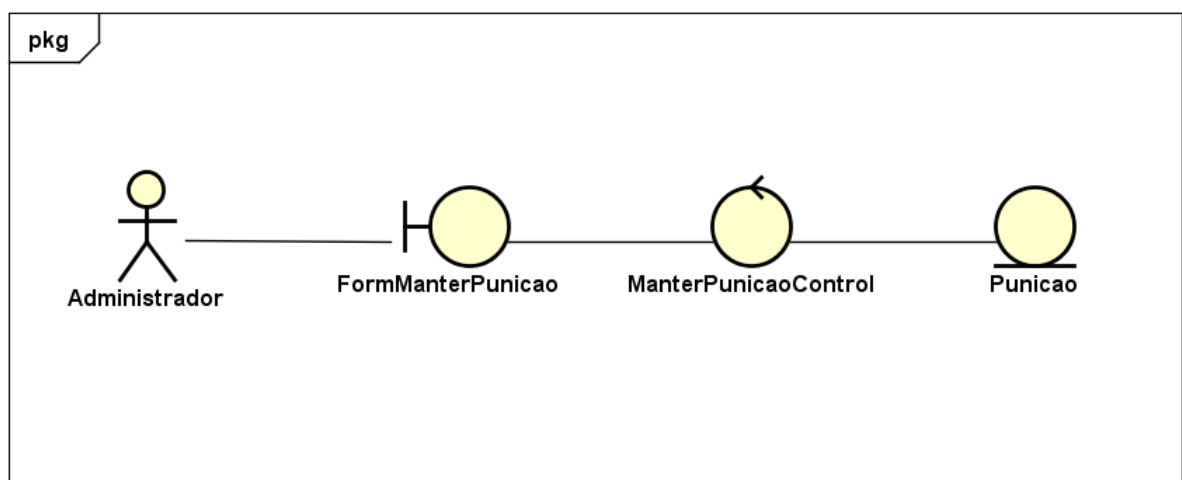 pkg
Administrador
FormManterPunicao
ManterPunicaoControl
Punicao